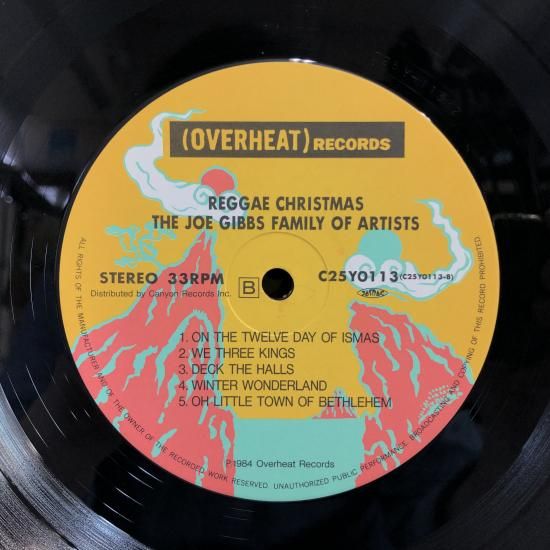 (OVERHEAT) RECORDS
REGGAE CHRISTMAS
THE JOE GIBBS FAMILY OF ARTISTS
STEREO 33RPM
Distributed by Canyon Records Inc.
B
C25Y0113 (C25Y0113-B)
JASRAC
1. ON THE TWELVE DAY OF ISMAS
2. WE THREE KINGS
3. DECK THE HALLS
4. WINTER WONDERLAND
5. OH LITTLE TOWN OF BETHLEHEM
℗1984 Overheat Records
ALL RIGHTS OF THE MANUFACTURER AND OF THE OWNER OF THE RECORDED WORK RESERVED. UNAUTHORIZED PUBLIC PERFORMANCE, BROADCASTING AND COPYING OF THIS RECORD PROHIBITED.